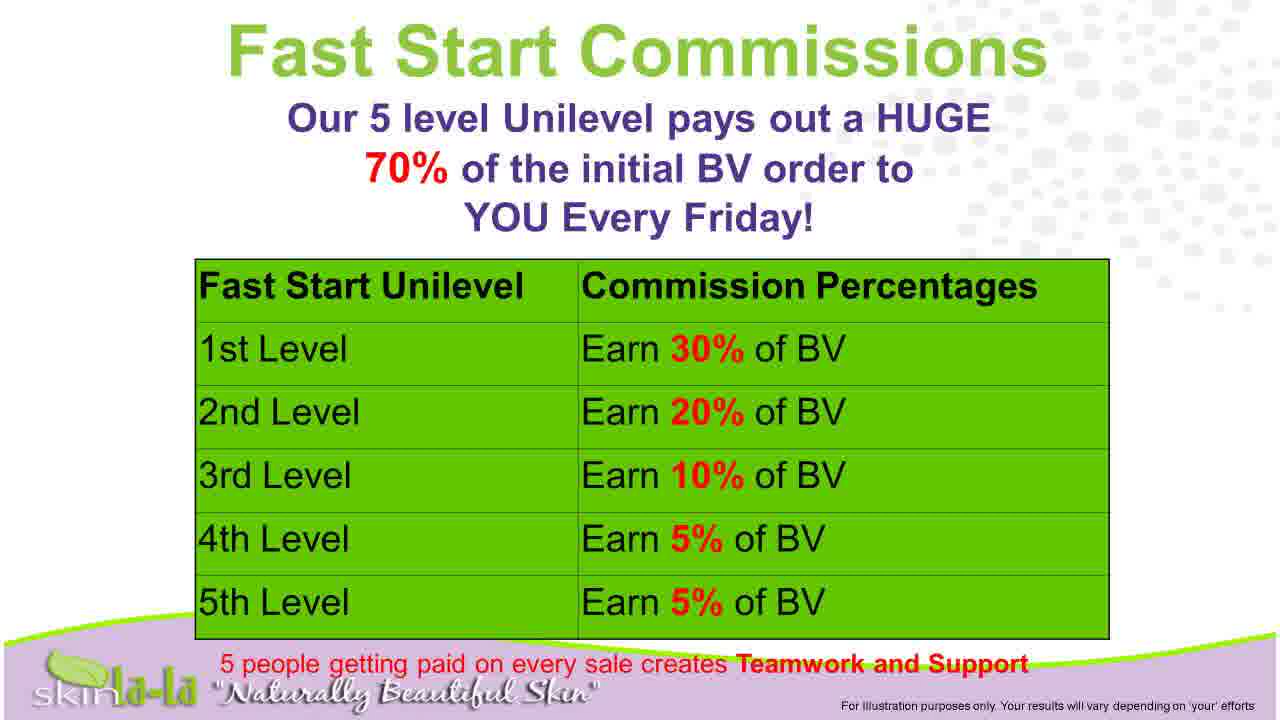 Fast Start Commissions
Our 5 level Unilevel pays out a HUGE
70% of the initial BV order to
YOU Every Friday!
Fast Start Unilevel Commission Percentages
1st Level Earn 30% of BV
2nd Level Earn 20% of BV
3rd Level Earn 10% of BV
4th Level Earn 5% of BV
5th Level Earn 5% of BV
5 people getting paid on every sale creates Teamwork and Support
skin la-la "Naturally Beautiful Skin"
For Illustration purposes only. Your results will vary depending on 'your' efforts